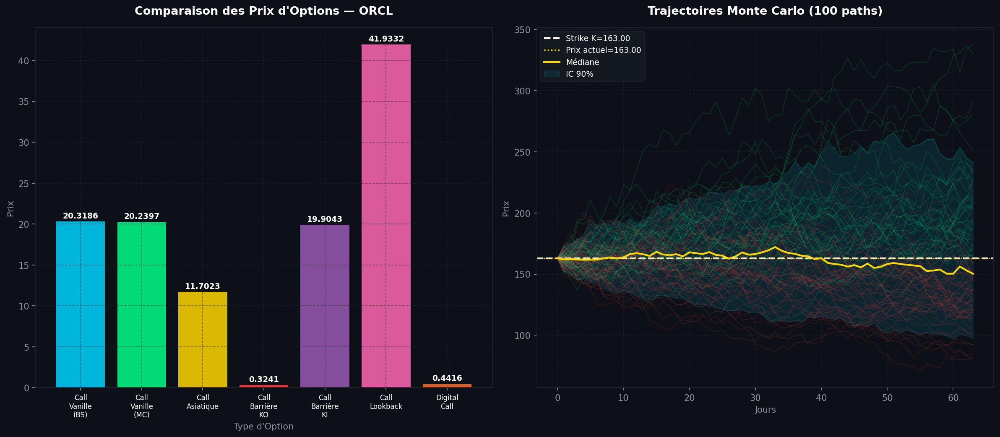 Comparaison des Prix d'Options — ORCL
Prix
40
35
30
25
20
15
10
5
0
20.3186
20.2397
11.7023
0.3241
19.9043
41.9332
0.4416
Call
Vanille
(BS)
Call
Vanille
(MC)
Call
Asiatique
Call
Barrière
KO
Call
Barrière
KI
Call
Lookback
Digital
Call
Type d'Option
Trajectoires Monte Carlo (100 paths)
Strike K=163.00
Prix actuel=163.00
Médiane
IC 90%
Prix
350
300
250
200
150
100
0
10
20
30
40
50
60
Jours